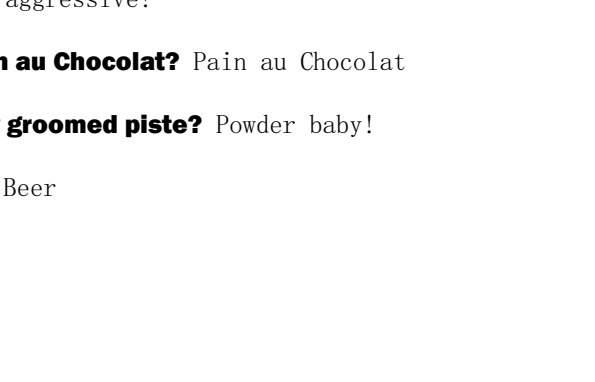 aggressive!
au Chocolat? Pain au Chocolat
groomed piste? Powder baby!
Beer